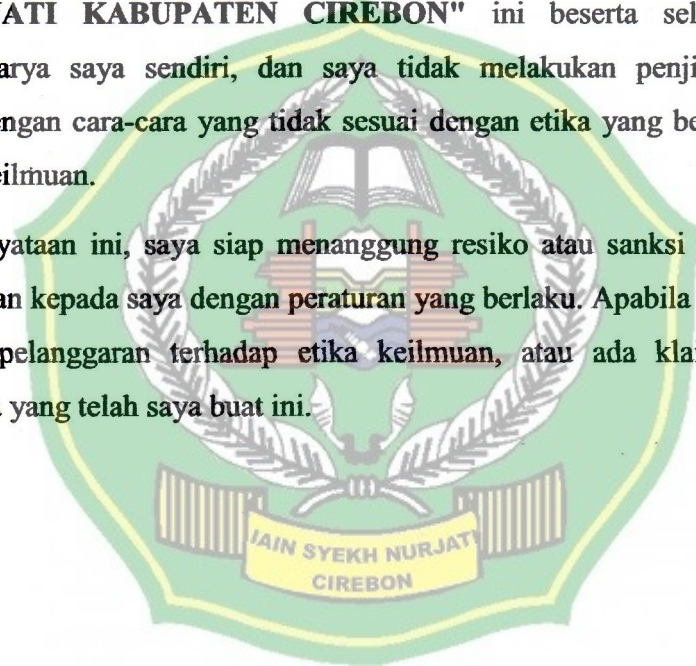 JATI KABUPATEN CIREBON" ini beserta sel
arya saya sendiri, dan saya tidak melakukan penji
engan cara-cara yang tidak sesuai dengan etika yang be
eilmuan.
yataan ini, saya siap menanggung resiko atau sanksi
an kepada saya dengan peraturan yang berlaku. Apabila
pelanggaran terhadap etika keilmuan, atau ada klai
yang telah saya buat ini.
IAIN SYEKH NURJATI
CIREBON